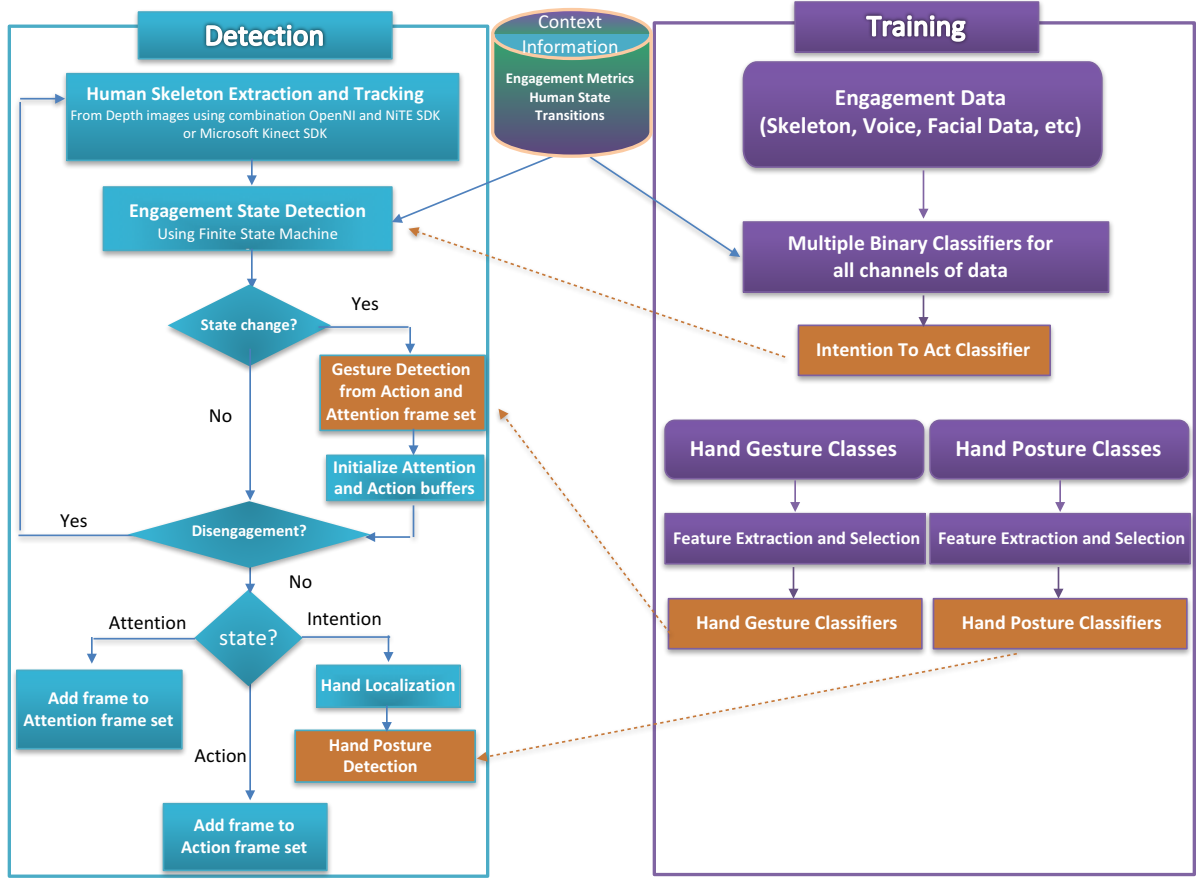 Detection
Human Skeleton Extraction and Tracking
From Depth images using combination OpenNI and NiTE SDK
or Microsoft Kinect SDK
Engagement State Detection
Using Finite State Machine
State change?
Yes
Gesture Detection
from Action and
Attention frame set
No
Initialize Attention
and Action buffers
Yes
Disengagement?
No
Attention
Intention
state?
Add frame to
Attention frame set
Hand Localization
Action
Hand Posture
Detection
Add frame to
Action frame set
Context
Information
Engagement Metrics
Human State
Transitions
Training
Engagement Data
(Skeleton, Voice, Facial Data, etc)
Multiple Binary Classifiers for
all channels of data
Intention To Act Classifier
Hand Gesture Classes
Hand Posture Classes
Feature Extraction and Selection
Feature Extraction and Selection
Hand Gesture Classifiers
Hand Posture Classifiers